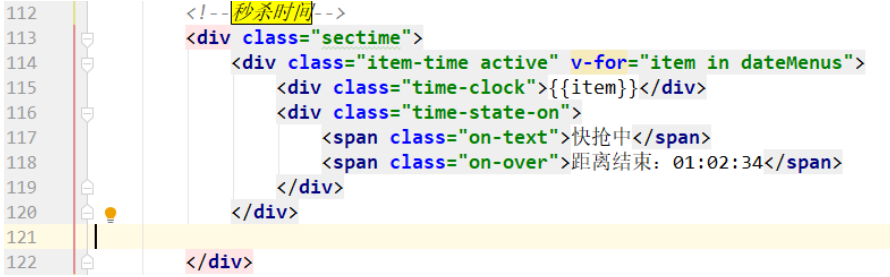 112 <!--秒杀时间-->
113 <div class="sectime">
114 <div class="item-time active" v-for="item in dateMenus">
115 <div class="time-clock">{{item}}</div>
116 <div class="time-state-on">
117 <span class="on-text">快抢中</span>
118 <span class="on-over">距离结束：01:02:34</span>
119 </div>
120 </div>
121
122 </div>